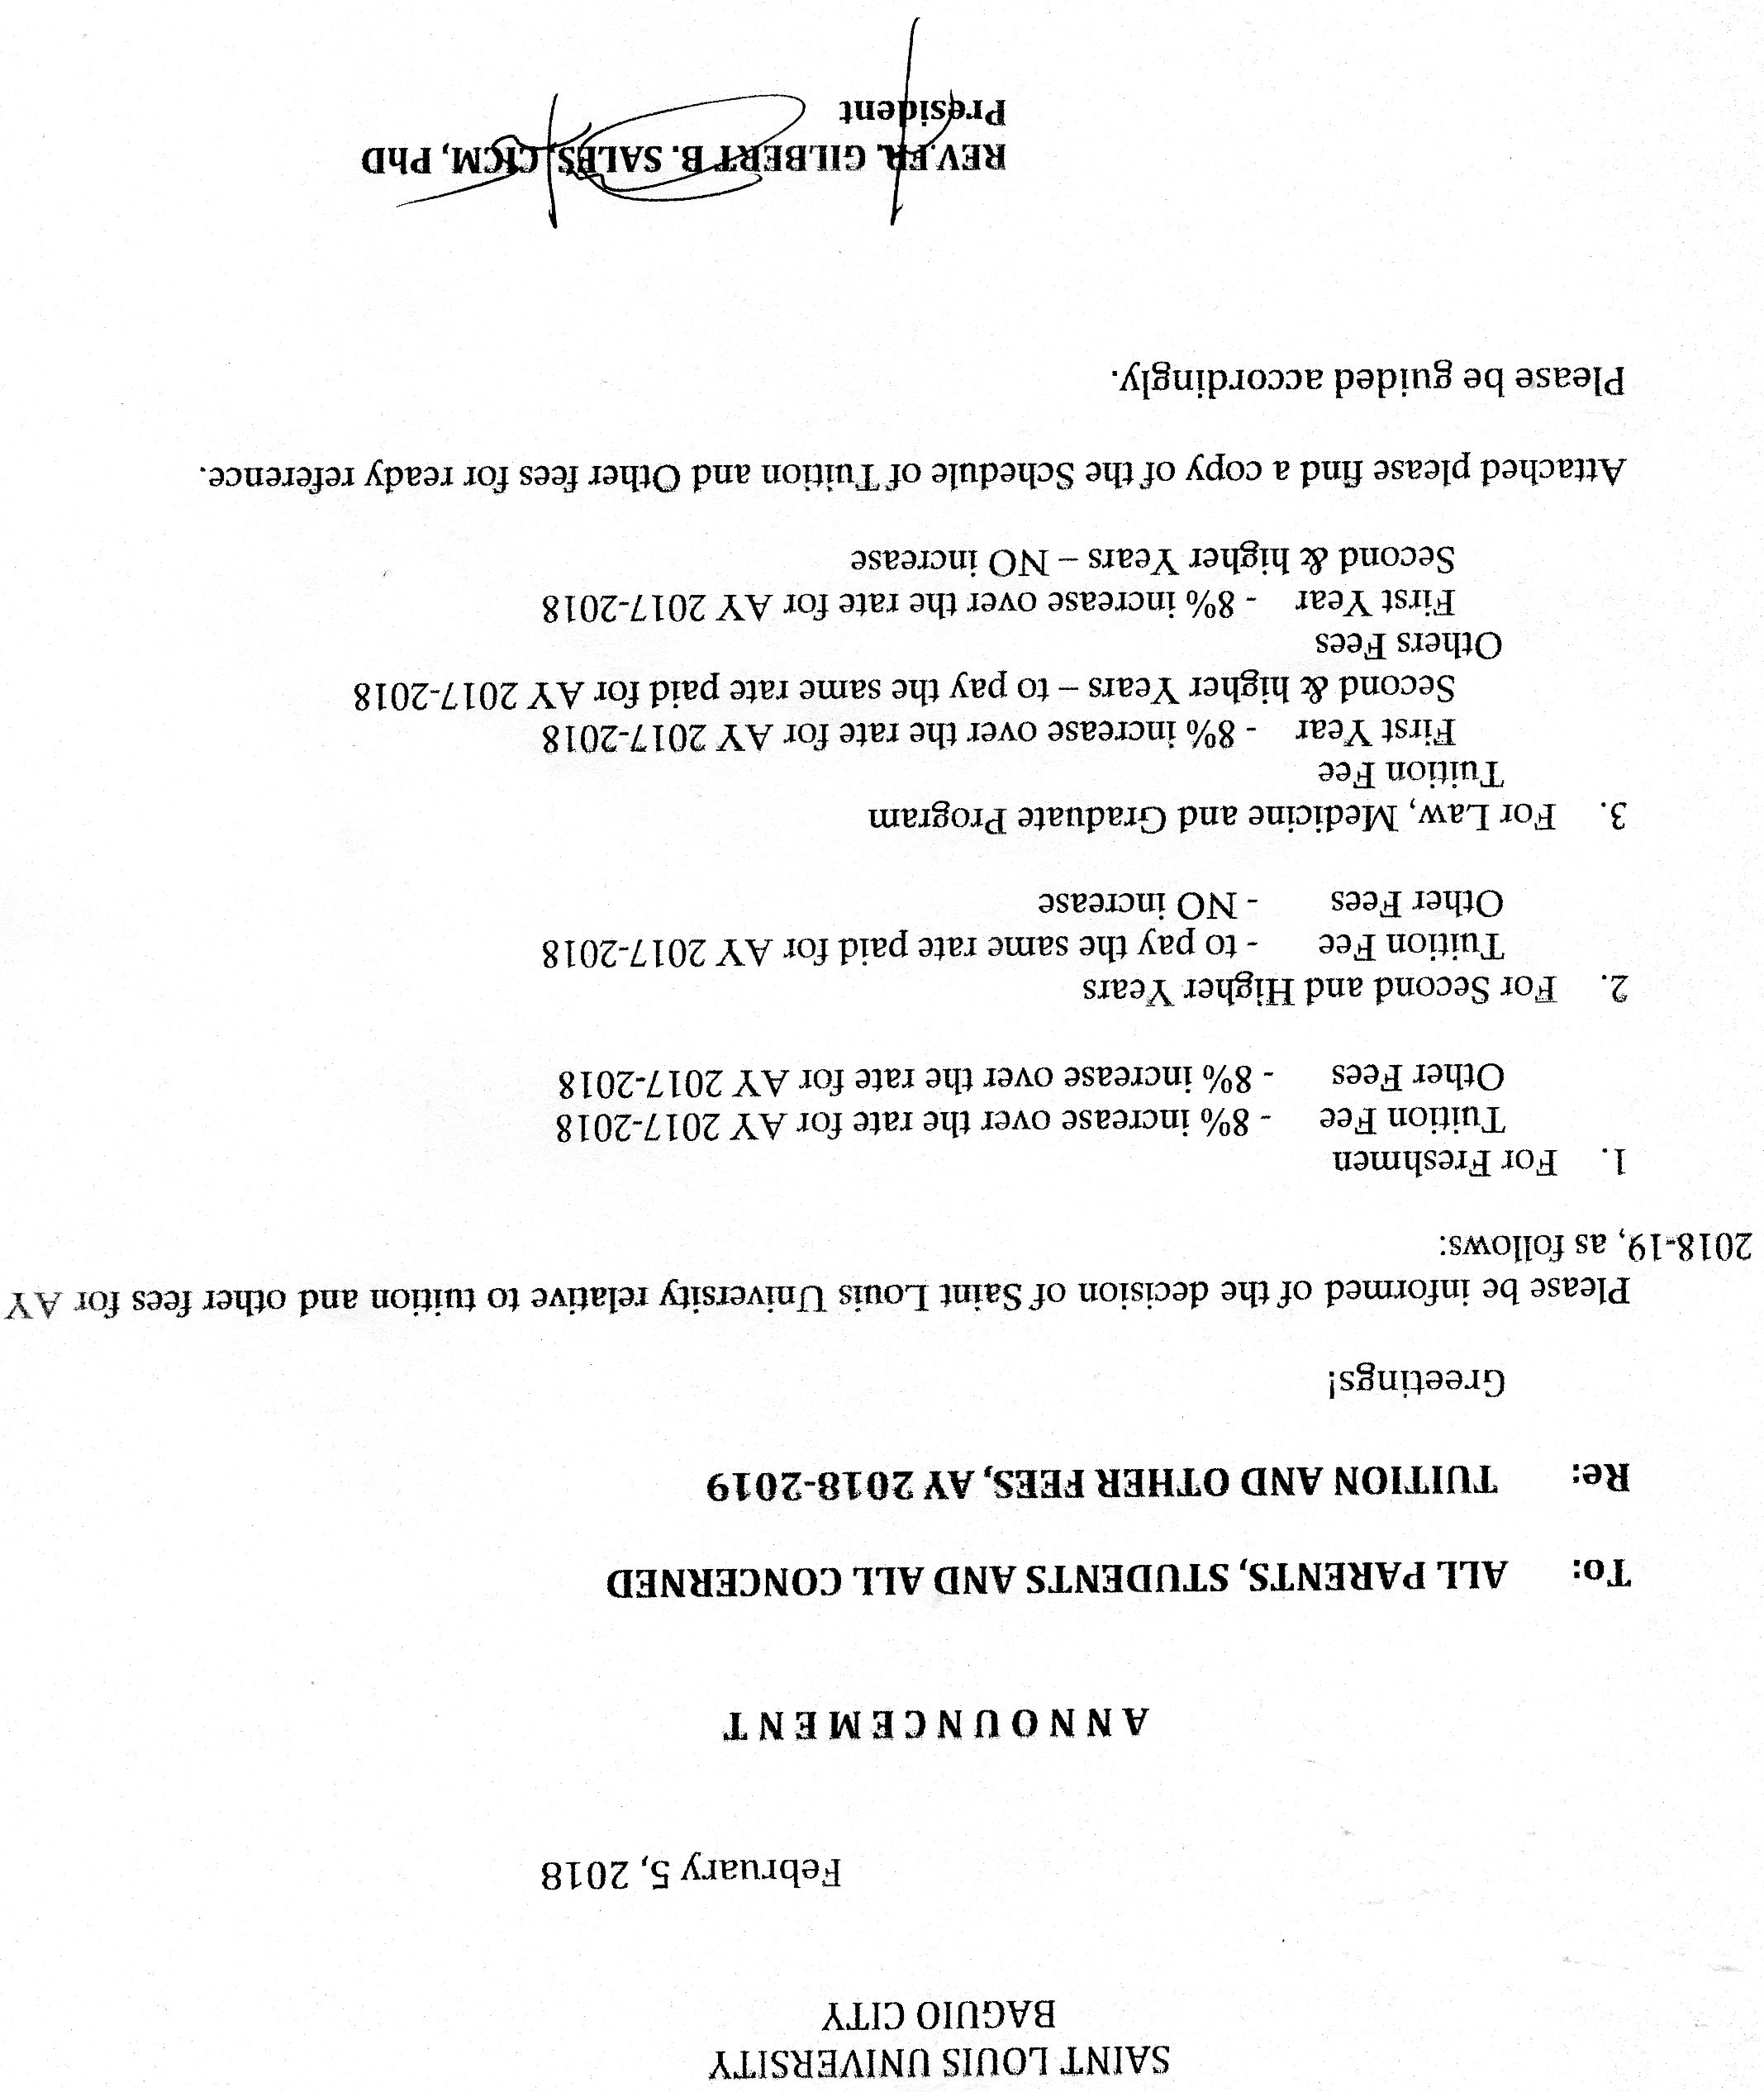 SAINT LOUIS UNIVERSITY
BAGUIO CITY
February 5, 2018
ANNOUNCEMENT
To: ALL PARENTS, STUDENTS AND ALL CONCERNED
Re: TUITION AND OTHER FEES, AY 2018-2019
Greetings!
Please be informed of the decision of Saint Louis University relative to tuition and other fees for AY
2018-19, as follows:
1. For Freshmen
Tuition Fee - 8% increase over the rate for AY 2017-2018
Other Fees - 8% increase over the rate for AY 2017-2018
2. For Second and Higher Years
Tuition Fee - to pay the same rate paid for AY 2017-2018
Other Fees - NO increase
3. For Law, Medicine and Graduate Program
Tuition Fee
First Year - 8% increase over the rate for AY 2017-2018
Second & higher Years – to pay the same rate paid for AY 2017-2018
Others Fees
First Year - 8% increase over the rate for AY 2017-2018
Second & higher Years – NO increase
Attached please find a copy of the Schedule of Tuition and Other fees for ready reference.
Please be guided accordingly.
REV.FR. GILBERT B. SALES, CICM, PhD
President